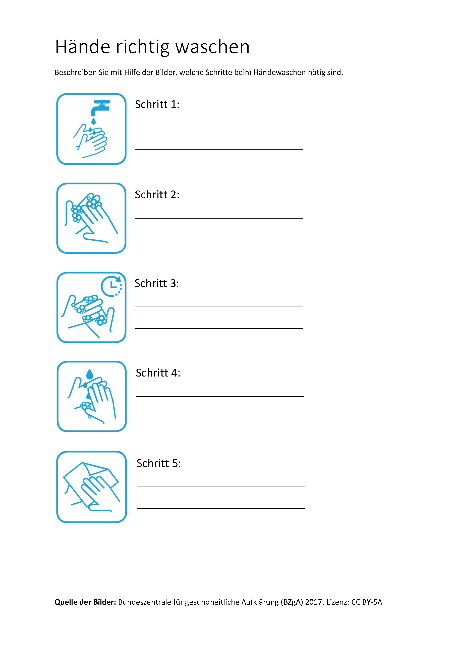 Hände richtig waschen
Beschreiben Sie mit Hilfe der Bilder, welche Schritte beim Händewaschen nötig sind.
Schritt 1:
Schritt 2:
Schritt 3:
Schritt 4:
Schritt 5:
Quelle der Bilder: Bundeszentrale für gesundheitliche Aufklärung (BZgA) 2017. Lizenz: CC BY-SA